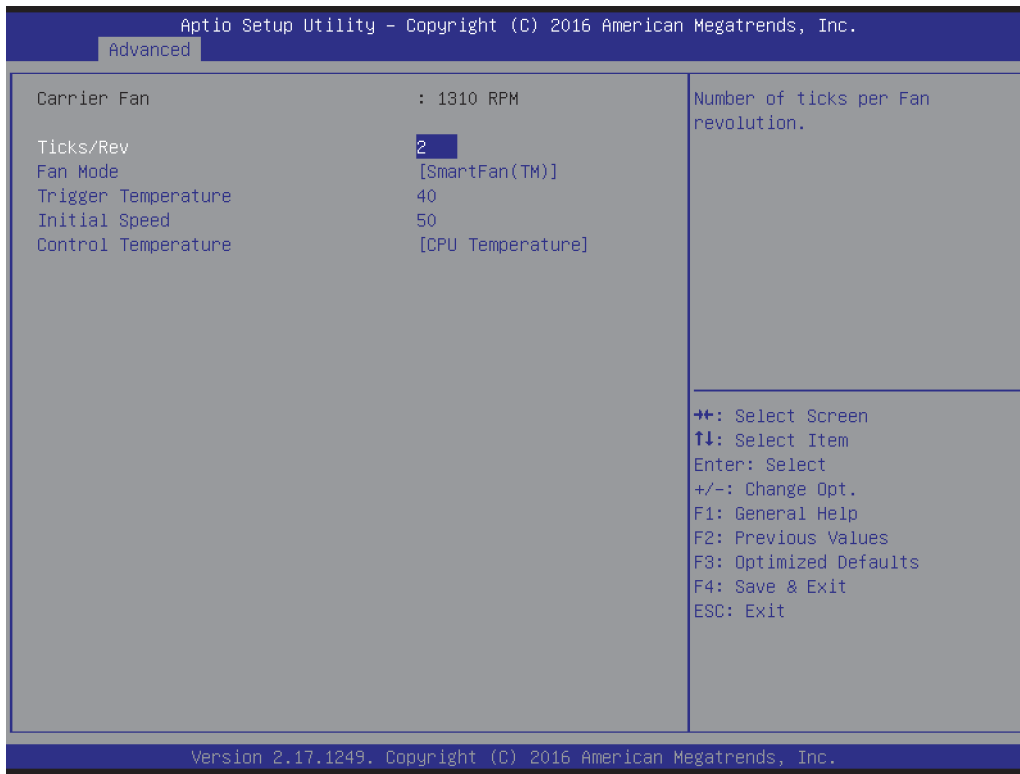 Aptio Setup Utility – Copyright (C) 2016 American Megatrends, Inc.
Advanced
Carrier Fan : 1310 RPM
Ticks/Rev 2
Fan Mode [SmartFan(TM)]
Trigger Temperature 40
Initial Speed 50
Control Temperature [CPU Temperature]
Number of ticks per Fan
revolution.
→←: Select Screen
↑↓: Select Item
Enter: Select
+/-: Change Opt.
F1: General Help
F2: Previous Values
F3: Optimized Defaults
F4: Save & Exit
ESC: Exit
Version 2.17.1249. Copyright (C) 2016 American Megatrends, Inc.